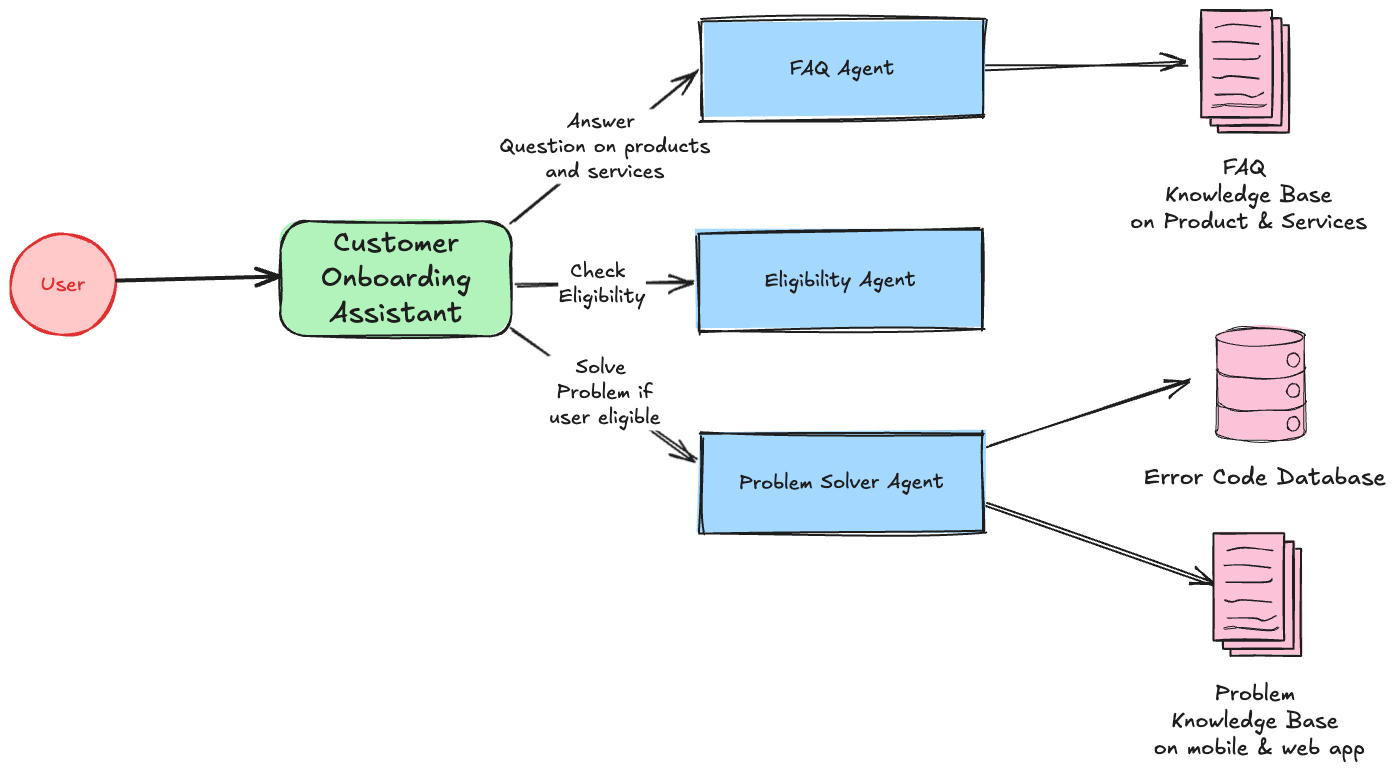 User
Customer
Onboarding
Assistant
Answer
Question on products
and services
Check
Eligibility
Solve
Problem if
user eligible
FAQ Agent
Eligibility Agent
Problem Solver Agent
FAQ
Knowledge Base
on Product & Services
Error Code Database
Problem
Knowledge Base
on mobile & web app